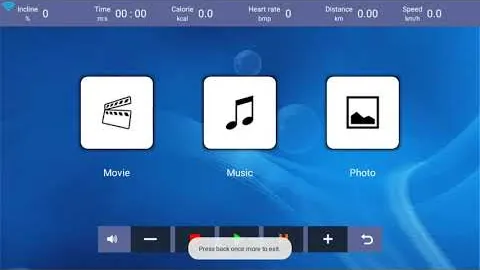 Incline
%
0
Time
m:s
00 : 00
Calorie
kcal
0.0
Heart rate
bmp
0
Distance
km
0.0
Speed
km/h
0.0
Movie
Music
Photo
Press back once more to exit.